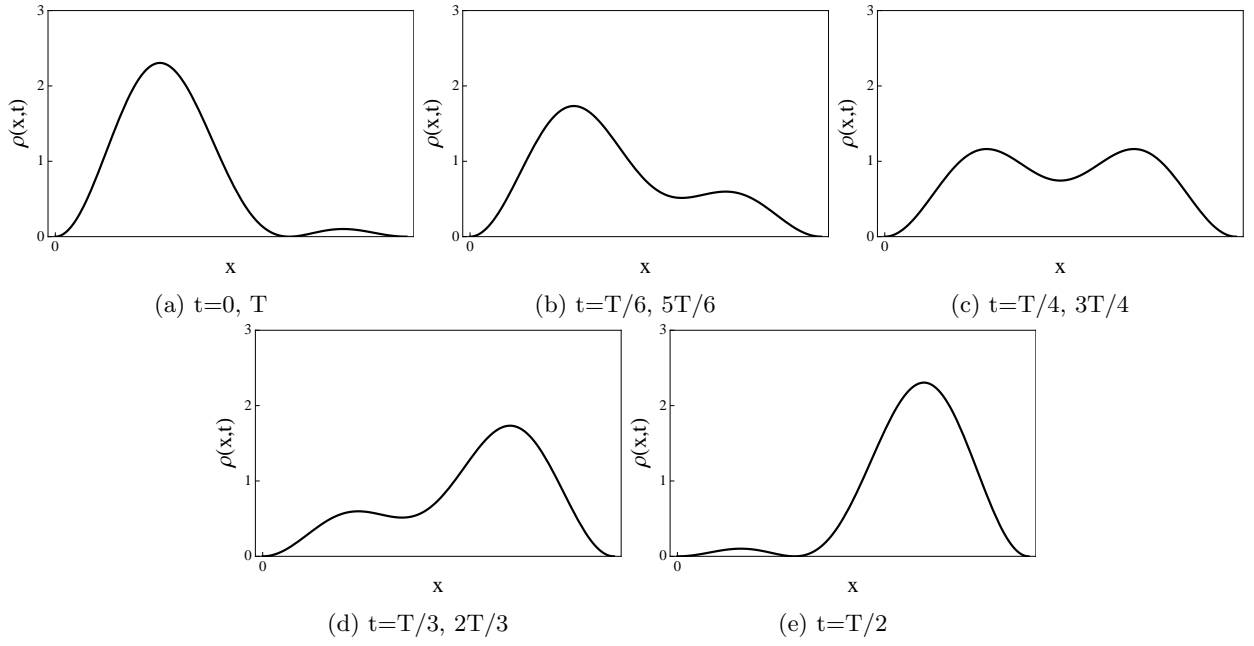 3
2
1
0
0
ρ(x,t)
x
(a) t=0, T
3
2
1
0
0
ρ(x,t)
x
(b) t=T/6, 5T/6
3
2
1
0
0
ρ(x,t)
x
(c) t=T/4, 3T/4
3
2
1
0
0
ρ(x,t)
x
(d) t=T/3, 2T/3
3
2
1
0
0
ρ(x,t)
x
(e) t=T/2